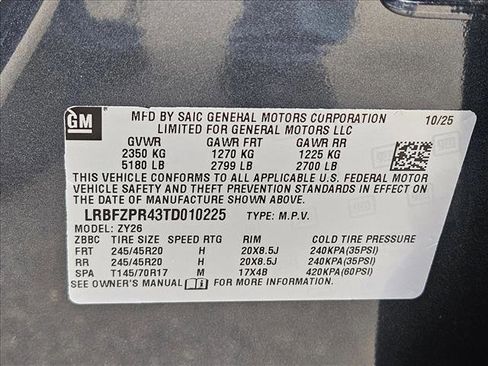 GM
MFD BY SAIC GENERAL MOTORS CORPORATION 10/25
LIMITED FOR GENERAL MOTORS LLC
GVWR GAWR FRT GAWR RR
2350 KG 1270 KG 1225 KG
5180 LB 2799 LB 2700 LB
THIS VEHICLE CONFORMS TO ALL APPLICABLE U.S. FEDERAL MOTOR
VEHICLE SAFETY AND THEFT PREVENTION STANDARDS IN EFFECT
ON THE DATE OF MANUFACTURE SHOWN ABOVE.
LRBFZPR43TD010225 TYPE: M.P.V.
MODEL: ZY26
ZBBC TIRE SIZE SPEED RTG RIM COLD TIRE PRESSURE
FRT 245/45R20 H 20X8.5J 240KPA(35PSI)
RR 245/45R20 H 20X8.5J 240KPA(35PSI)
SPA T145/70R17 M 17X4B 420KPA(60PSI)
SEE OWNER'S MANUAL FOR MORE INFORMATION.